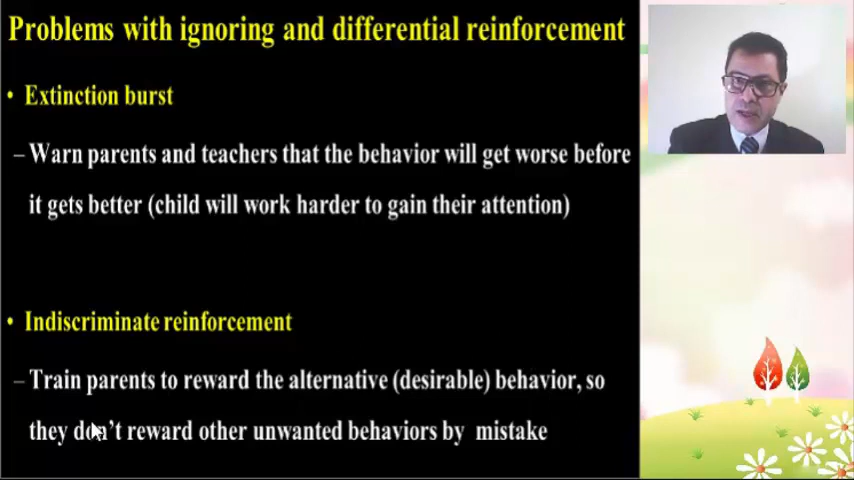 Problems with ignoring and differential reinforcement
• Extinction burst
– Warn parents and teachers that the behavior will get worse before
it gets better (child will work harder to gain their attention)
• Indiscriminate reinforcement
– Train parents to reward the alternative (desirable) behavior, so
they don't reward other unwanted behaviors by mistake